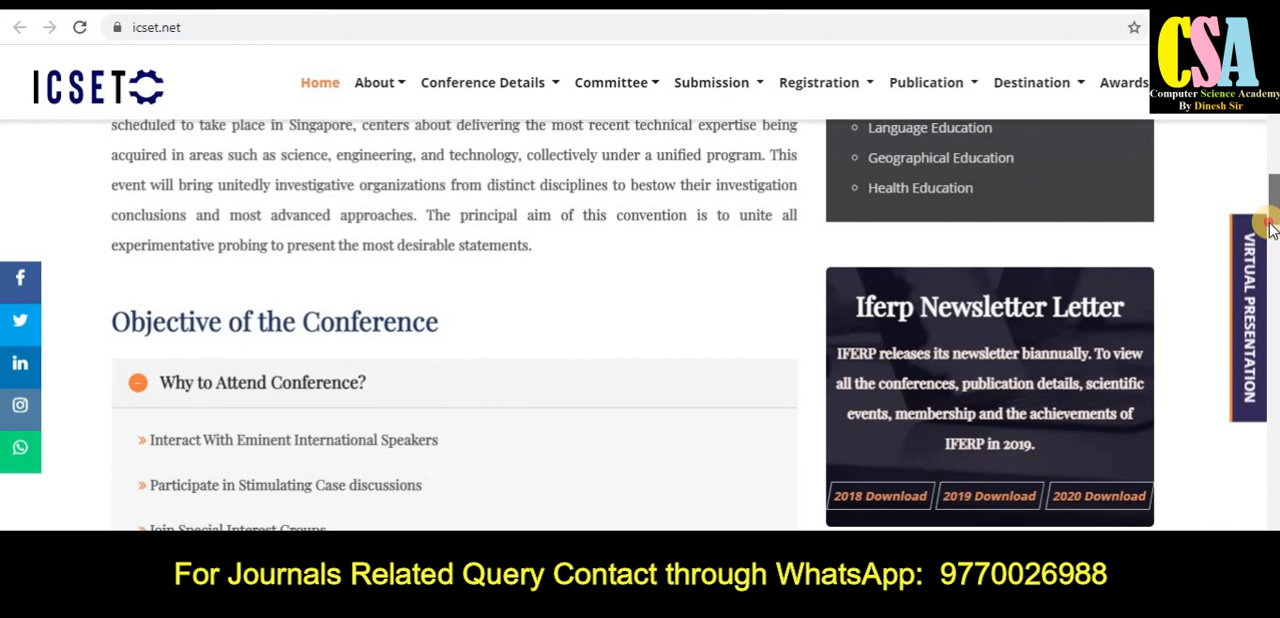 icset.net
CSA
Computer Science Academy
By Dinesh Sir
ICSET
Home About Conference Details Committee Submission Registration Publication Destination Awards
scheduled to take place in Singapore, centers about delivering the most recent technical expertise being
acquired in areas such as science, engineering, and technology, collectively under a unified program. This
event will bring unitedly investigative organizations from distinct disciplines to bestow their investigation
conclusions and most advanced approaches. The principal aim of this convention is to unite all
experimentative probing to present the most desirable statements.
Objective of the Conference
Why to Attend Conference?
» Interact With Eminent International Speakers
» Participate in Stimulating Case discussions
» Join Special Interest Groups
Language Education
Geographical Education
Health Education
Iferp Newsletter Letter
IFERP releases its newsletter biannually. To view
all the conferences, publication details, scientific
events, membership and the achievements of
IFERP in 2019.
2018 Download 2019 Download 2020 Download
VIRTUAL PRESENTATION
For Journals Related Query Contact through WhatsApp: 9770026988